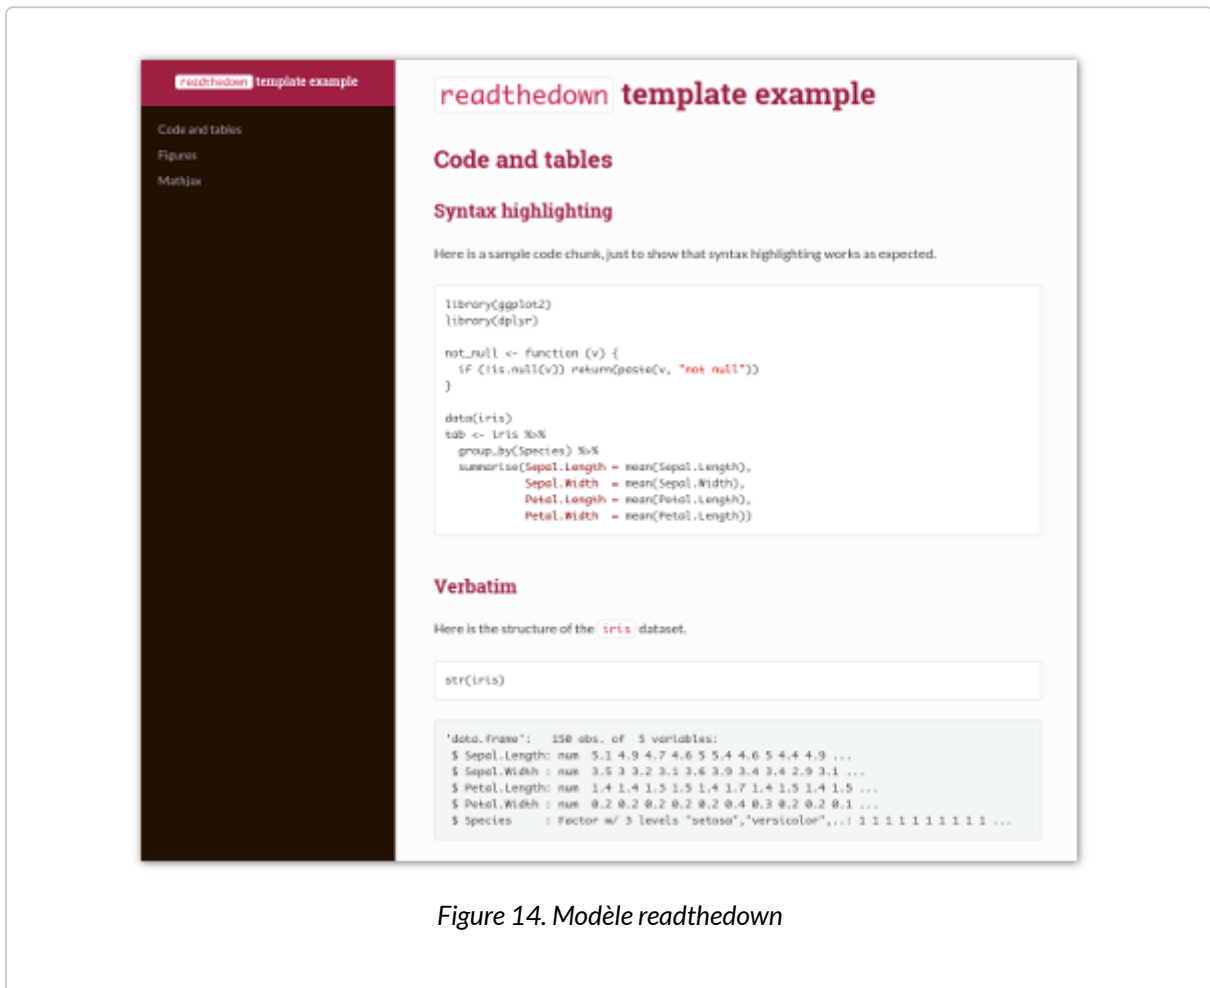 readthedown template example
Code and tables
Figures
Mathjax
readthedown template example
Code and tables
Syntax highlighting
Here is a sample code chunk, just to show that syntax highlighting works as expected.
library(ggplot2)
library(dplyr)
not_null <- function (v) {
  if (!is.null(v)) return(paste(v, "not null"))
}
data(iris)
tab <- iris %>%
  group_by(Species) %>%
  summarise(Sepal.Length = mean(Sepal.Length),
            Sepal.Width  = mean(Sepal.Width),
            Petal.Length = mean(Petal.Length),
            Petal.Width  = mean(Petal.Length))
Verbatim
Here is the structure of the iris dataset.
str(iris)
'data.frame':   150 obs. of  5 variables:
 $ Sepal.Length: num  5.1 4.9 4.7 4.6 5 5.4 4.6 5 4.4 4.9 ...
 $ Sepal.Width : num  3.5 3 3.2 3.1 3.6 3.9 3.4 3.4 2.9 3.1 ...
 $ Petal.Length: num  1.4 1.4 1.3 1.5 1.4 1.7 1.4 1.5 1.4 1.5 ...
 $ Petal.Width : num  0.2 0.2 0.2 0.2 0.2 0.4 0.3 0.2 0.2 0.1 ...
 $ Species     : Factor w/ 3 levels "setosa","versicolor",..: 1 1 1 1 1 1 1 1 1 1 ...
Figure 14. Modèle readthedown